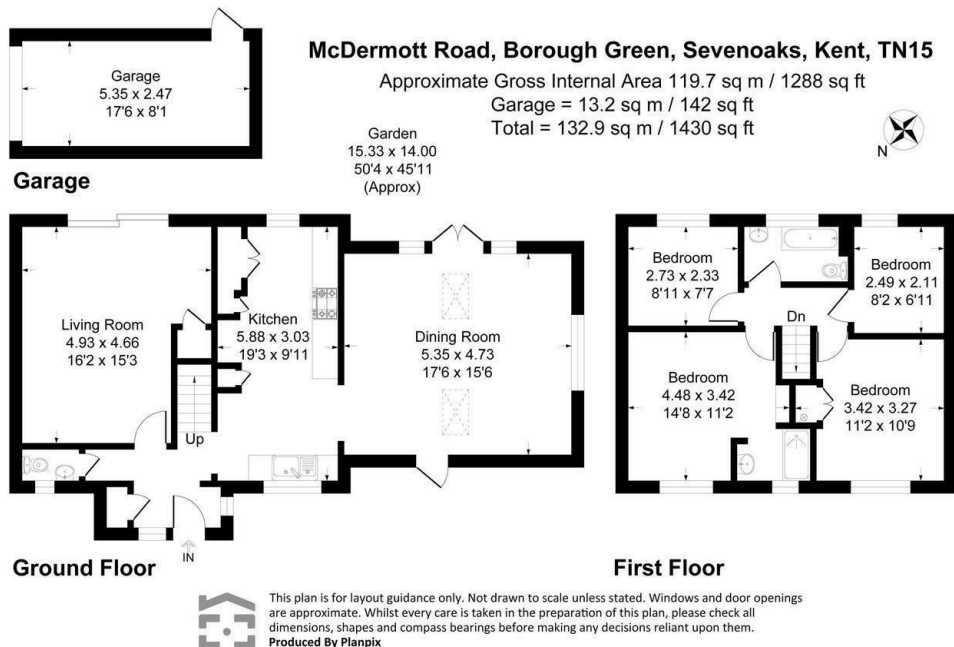 McDermott Road, Borough Green, Sevenoaks, Kent, TN15
Approximate Gross Internal Area 119.7 sq m / 1288 sq ft
Garage = 13.2 sq m / 142 sq ft
Total = 132.9 sq m / 1430 sq ft
N
Garage
5.35 x 2.47
17'6 x 8'1
Garage
Garden
15.33 x 14.00
50'4 x 45'11
(Approx)
Living Room
4.93 x 4.66
16'2 x 15'3
Kitchen
5.88 x 3.03
19'3 x 9'11
Dining Room
5.35 x 4.73
17'6 x 15'6
Up
IN
Ground Floor
Bedroom
2.73 x 2.33
8'11 x 7'7
Bedroom
2.49 x 2.11
8'2 x 6'11
Dn
Bedroom
4.48 x 3.42
14'8 x 11'2
Bedroom
3.42 x 3.27
11'2 x 10'9
First Floor
This plan is for layout guidance only. Not drawn to scale unless stated. Windows and door openings
are approximate. Whilst every care is taken in the preparation of this plan, please check all
dimensions, shapes and compass bearings before making any decisions reliant upon them.
Produced By Planpix